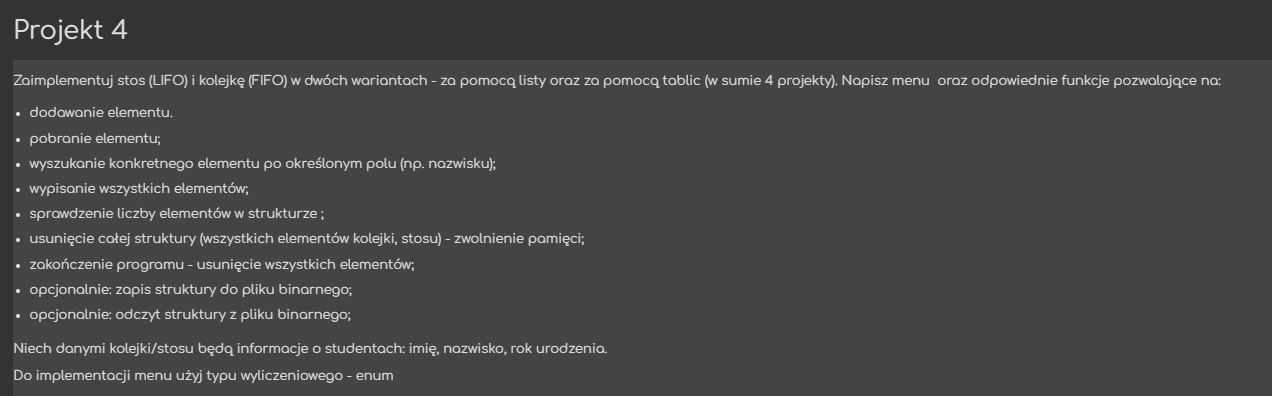 Projekt 4
Zaimplementuj stos (LIFO) i kolejkę (FIFO) w dwóch wariantach - za pomocą listy oraz za pomocą tablic (w sumie 4 projekty). Napisz menu  oraz odpowiednie funkcje pozwalające na:
• dodawanie elementu.
• pobranie elementu;
• wyszukanie konkretnego elementu po określonym polu (np. nazwisku);
• wypisanie wszystkich elementów;
• sprawdzenie liczby elementów w strukturze ;
• usunięcie całej struktury (wszystkich elementów kolejki, stosu) - zwolnienie pamięci;
• zakończenie programu - usunięcie wszystkich elementów;
• opcjonalnie: zapis struktury do pliku binarnego;
• opcjonalnie: odczyt struktury z pliku binarnego;
Niech danymi kolejki/stosu będą informacje o studentach: imię, nazwisko, rok urodzenia.
Do implementacji menu użyj typu wyliczeniowego - enum